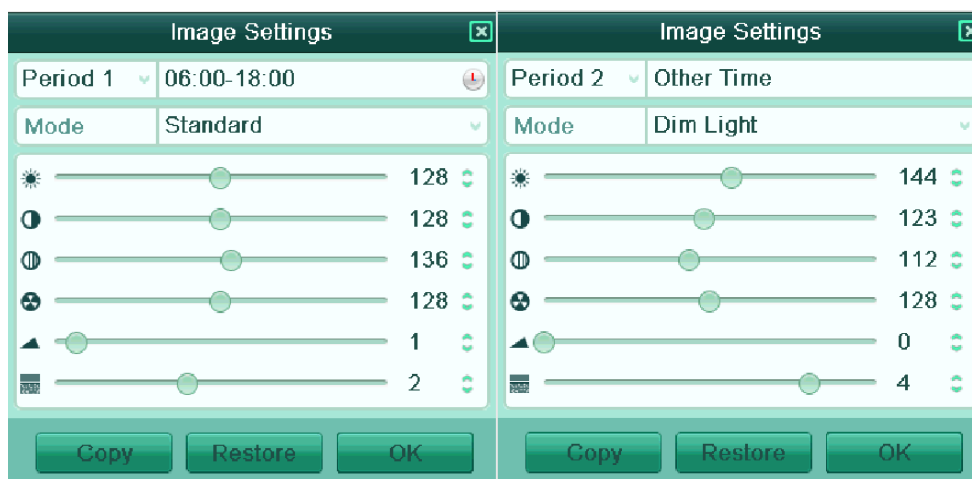 Image Settings
Period 1 06:00-18:00
Mode Standard
128
128
136
128
1
2
Copy Restore OK
Image Settings
Period 2 Other Time
Mode Dim Light
144
123
112
128
0
4
Copy Restore OK